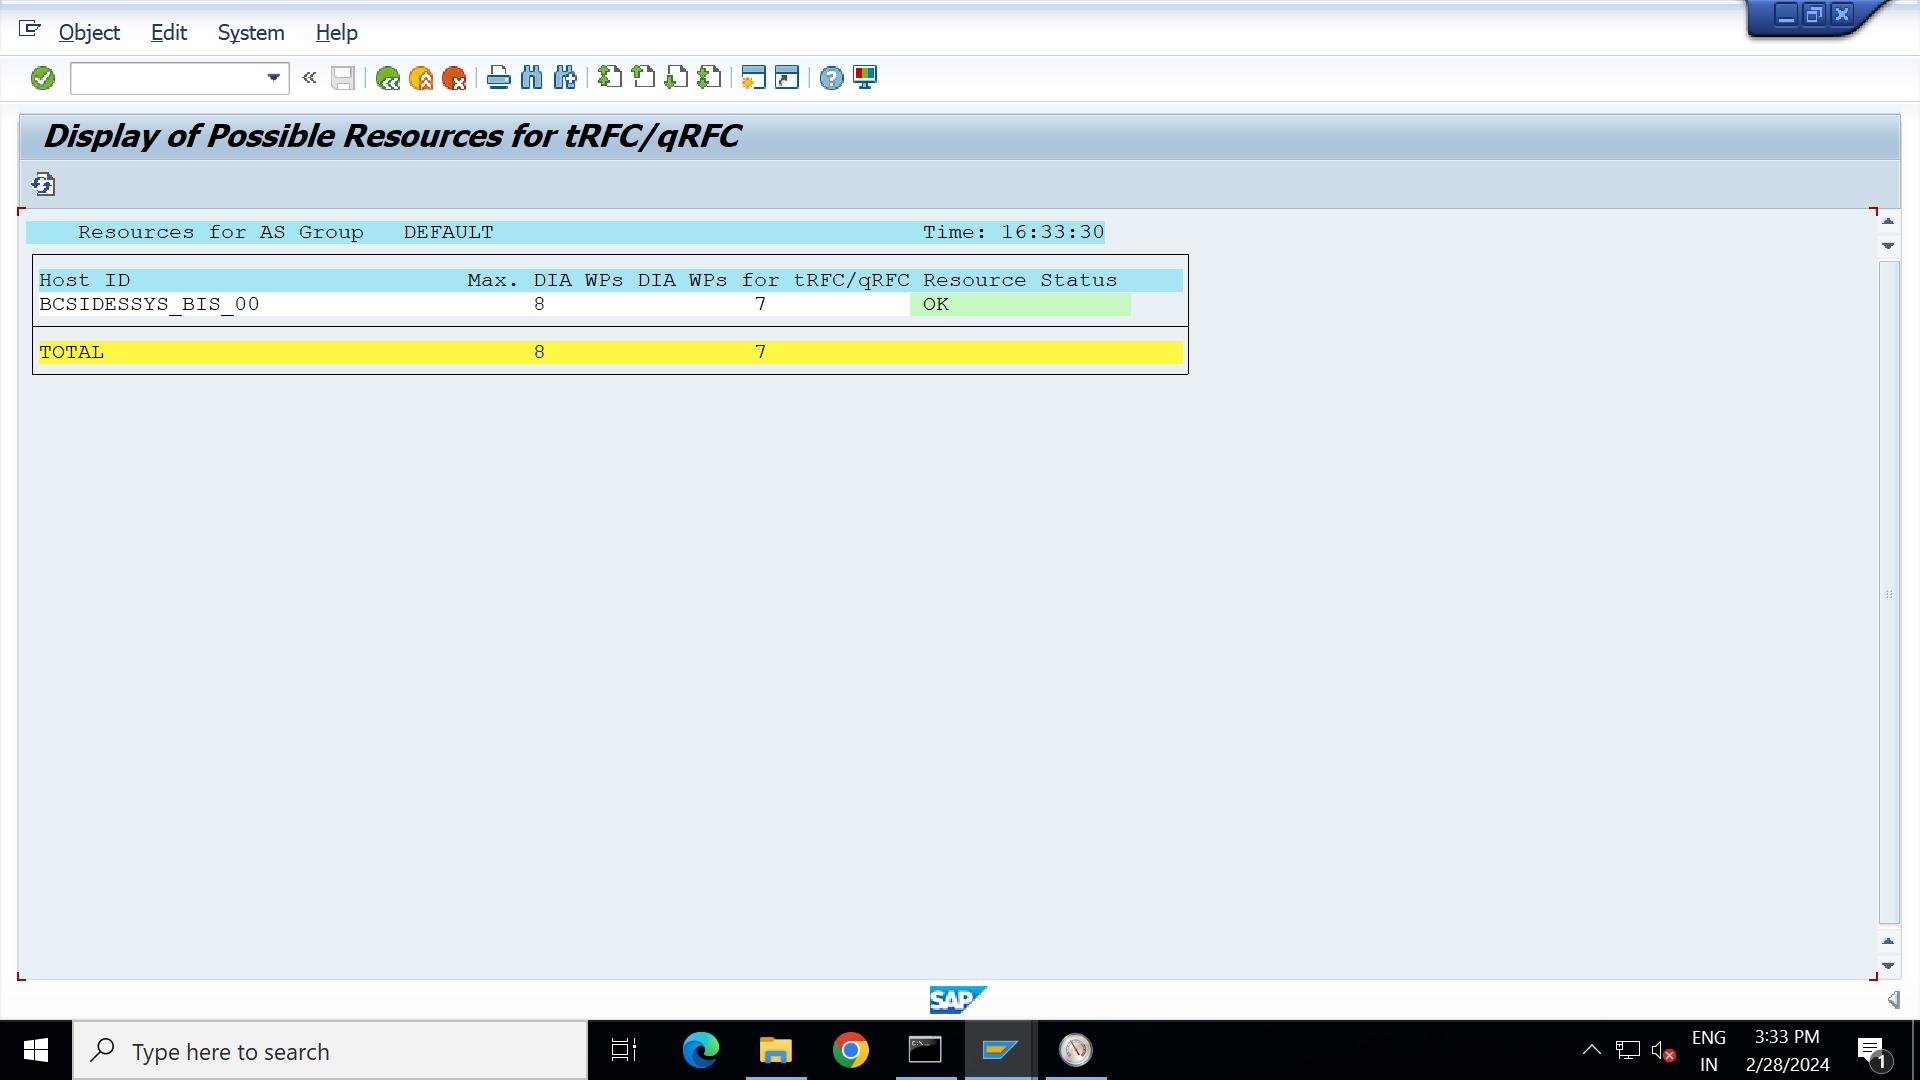 Object Edit System Help
Display of Possible Resources for tRFC/qRFC
Resources for AS Group DEFAULT Time: 16:33:30
Host ID Max. DIA WPs DIA WPs for tRFC/qRFC Resource Status
BCSIDESSYS_BIS_00 8 7 OK
TOTAL 8 7
SAP
Type here to search
ENG
IN
3:33 PM
2/28/2024
1